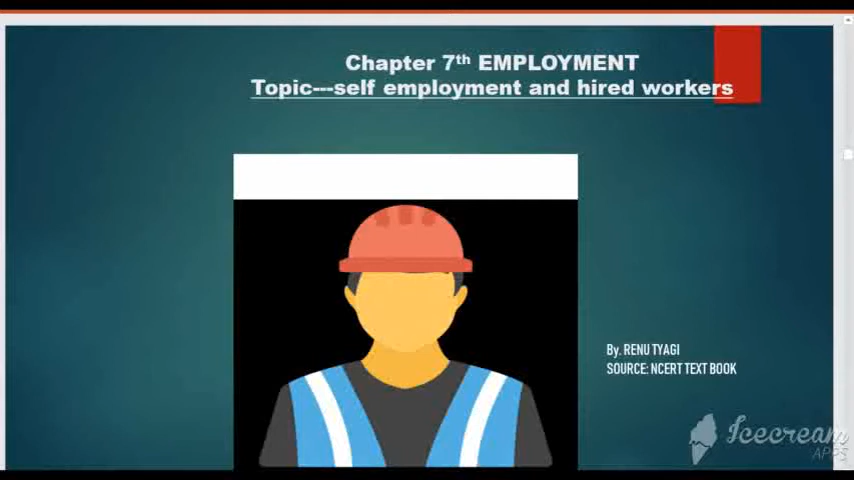 Chapter 7th EMPLOYMENT
Topic---self employment and hired workers
By. RENU TYAGI
SOURCE: NCERT TEXT BOOK
Icecream
APPS